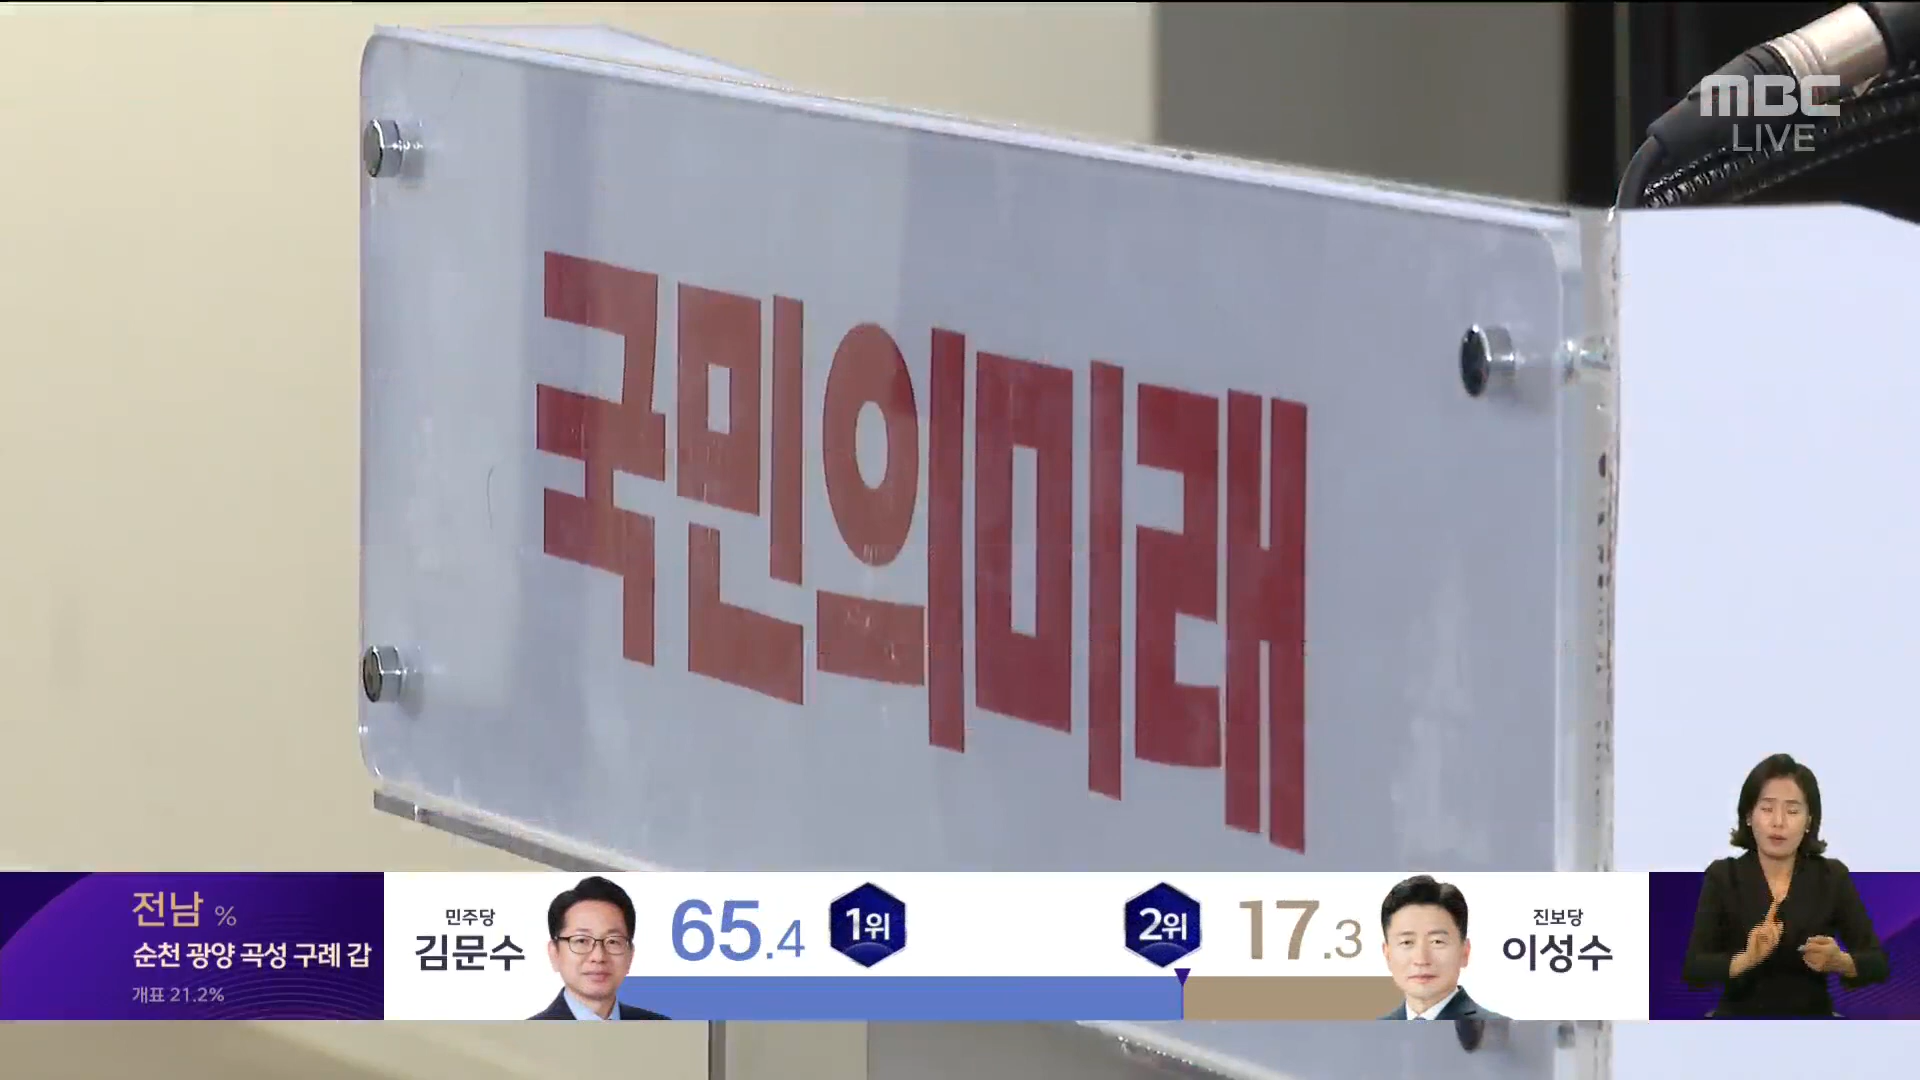 MBC
LIVE
국민의미래
전남 %
순천 광양 곡성 구례 갑
개표 21.2%
민주당
김문수
65.4
1위
2위
17.3
진보당
이성수